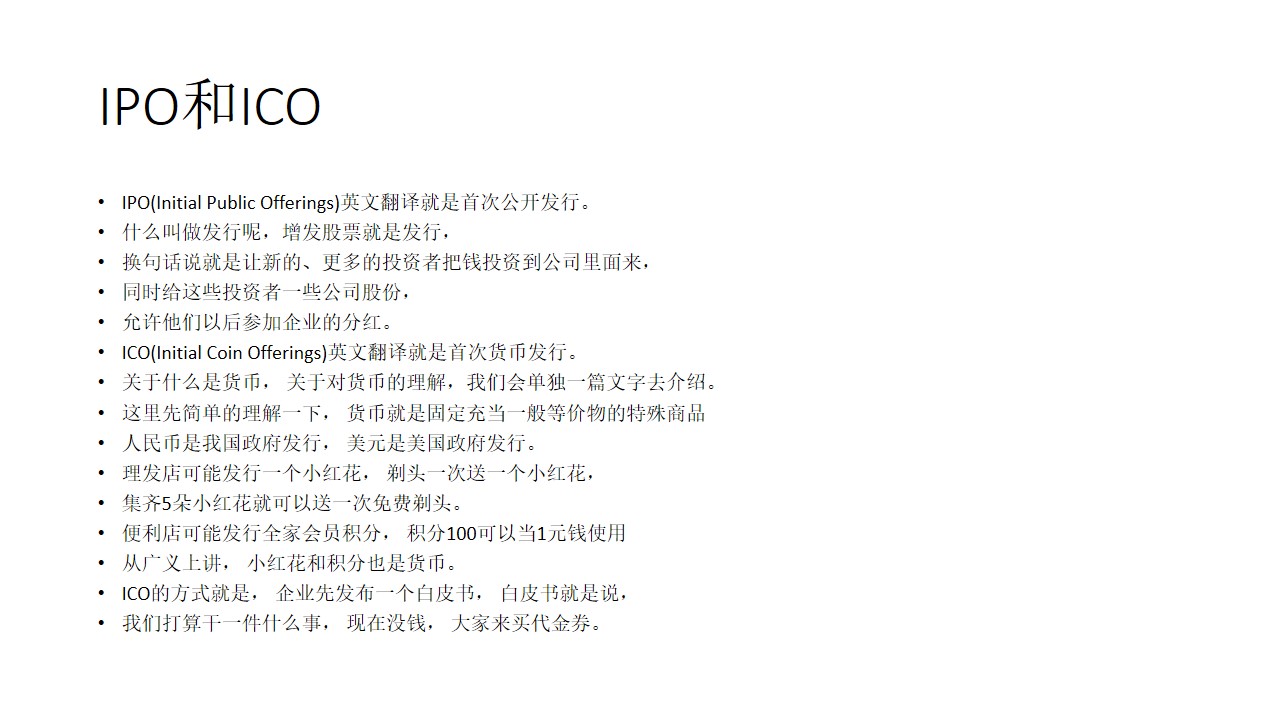 IPO和ICO
• IPO(Initial Public Offerings)英文翻译就是首次公开发行。
• 什么叫做发行呢，增发股票就是发行，
• 换句话说就是让新的、更多的投资者把钱投资到公司里面来，
• 同时给这些投资者一些公司股份，
• 允许他们以后参加企业的分红。
• ICO(Initial Coin Offerings)英文翻译就是首次货币发行。
• 关于什么是货币， 关于对货币的理解，我们会单独一篇文字去介绍。
• 这里先简单的理解一下， 货币就是固定充当一般等价物的特殊商品
• 人民币是我国政府发行， 美元是美国政府发行。
• 理发店可能发行一个小红花， 剃头一次送一个小红花，
• 集齐5朵小红花就可以送一次免费剃头。
• 便利店可能发行全家会员积分， 积分100可以当1元钱使用
• 从广义上讲， 小红花和积分也是货币。
• ICO的方式就是， 企业先发布一个白皮书， 白皮书就是说，
• 我们打算干一件什么事， 现在没钱， 大家来买代金券。